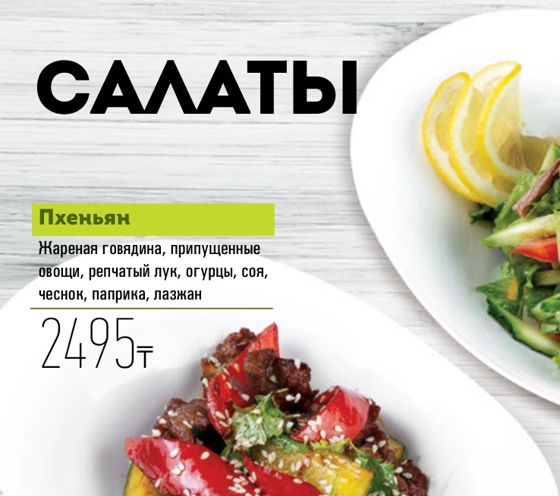 САЛАТЫ
Пхеньян
Жареная говядина, припущенные
овощи, репчатый лук, огурцы, соя,
чеснок, паприка, лазжан
2495₸